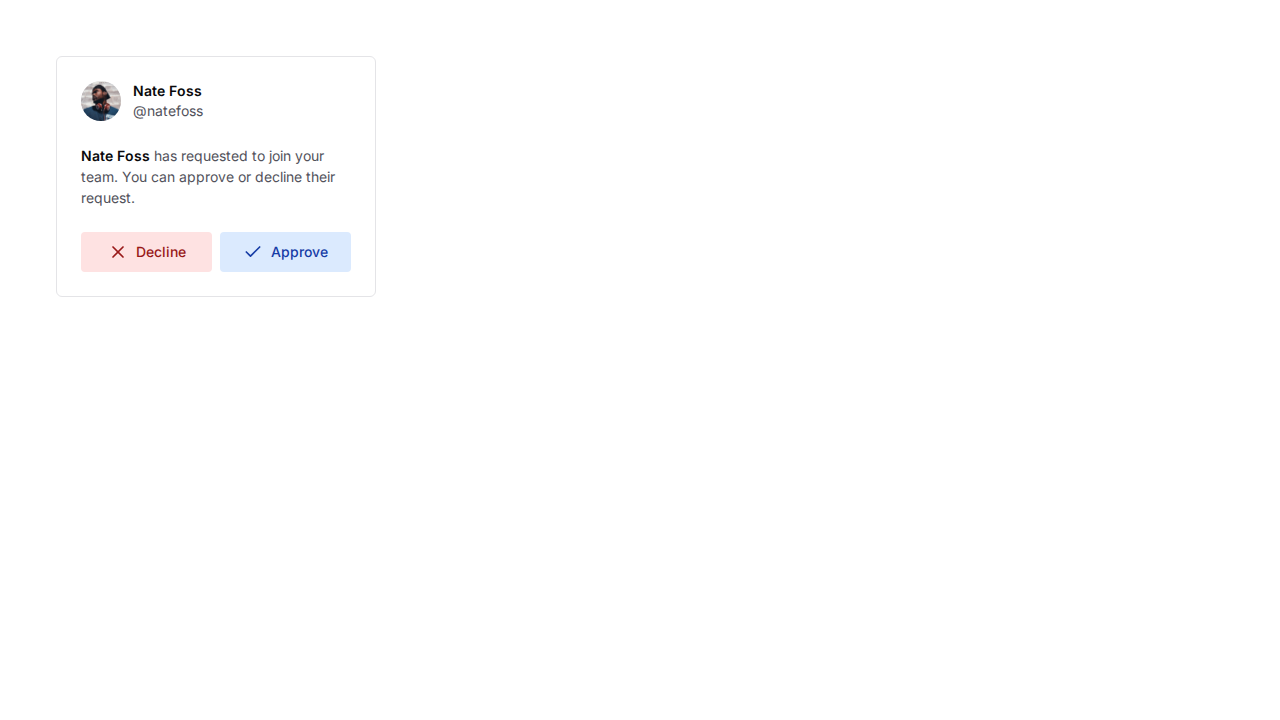 Nate Foss
@natefoss
Nate Foss has requested to join your
team. You can approve or decline their
request.
Decline
Approve